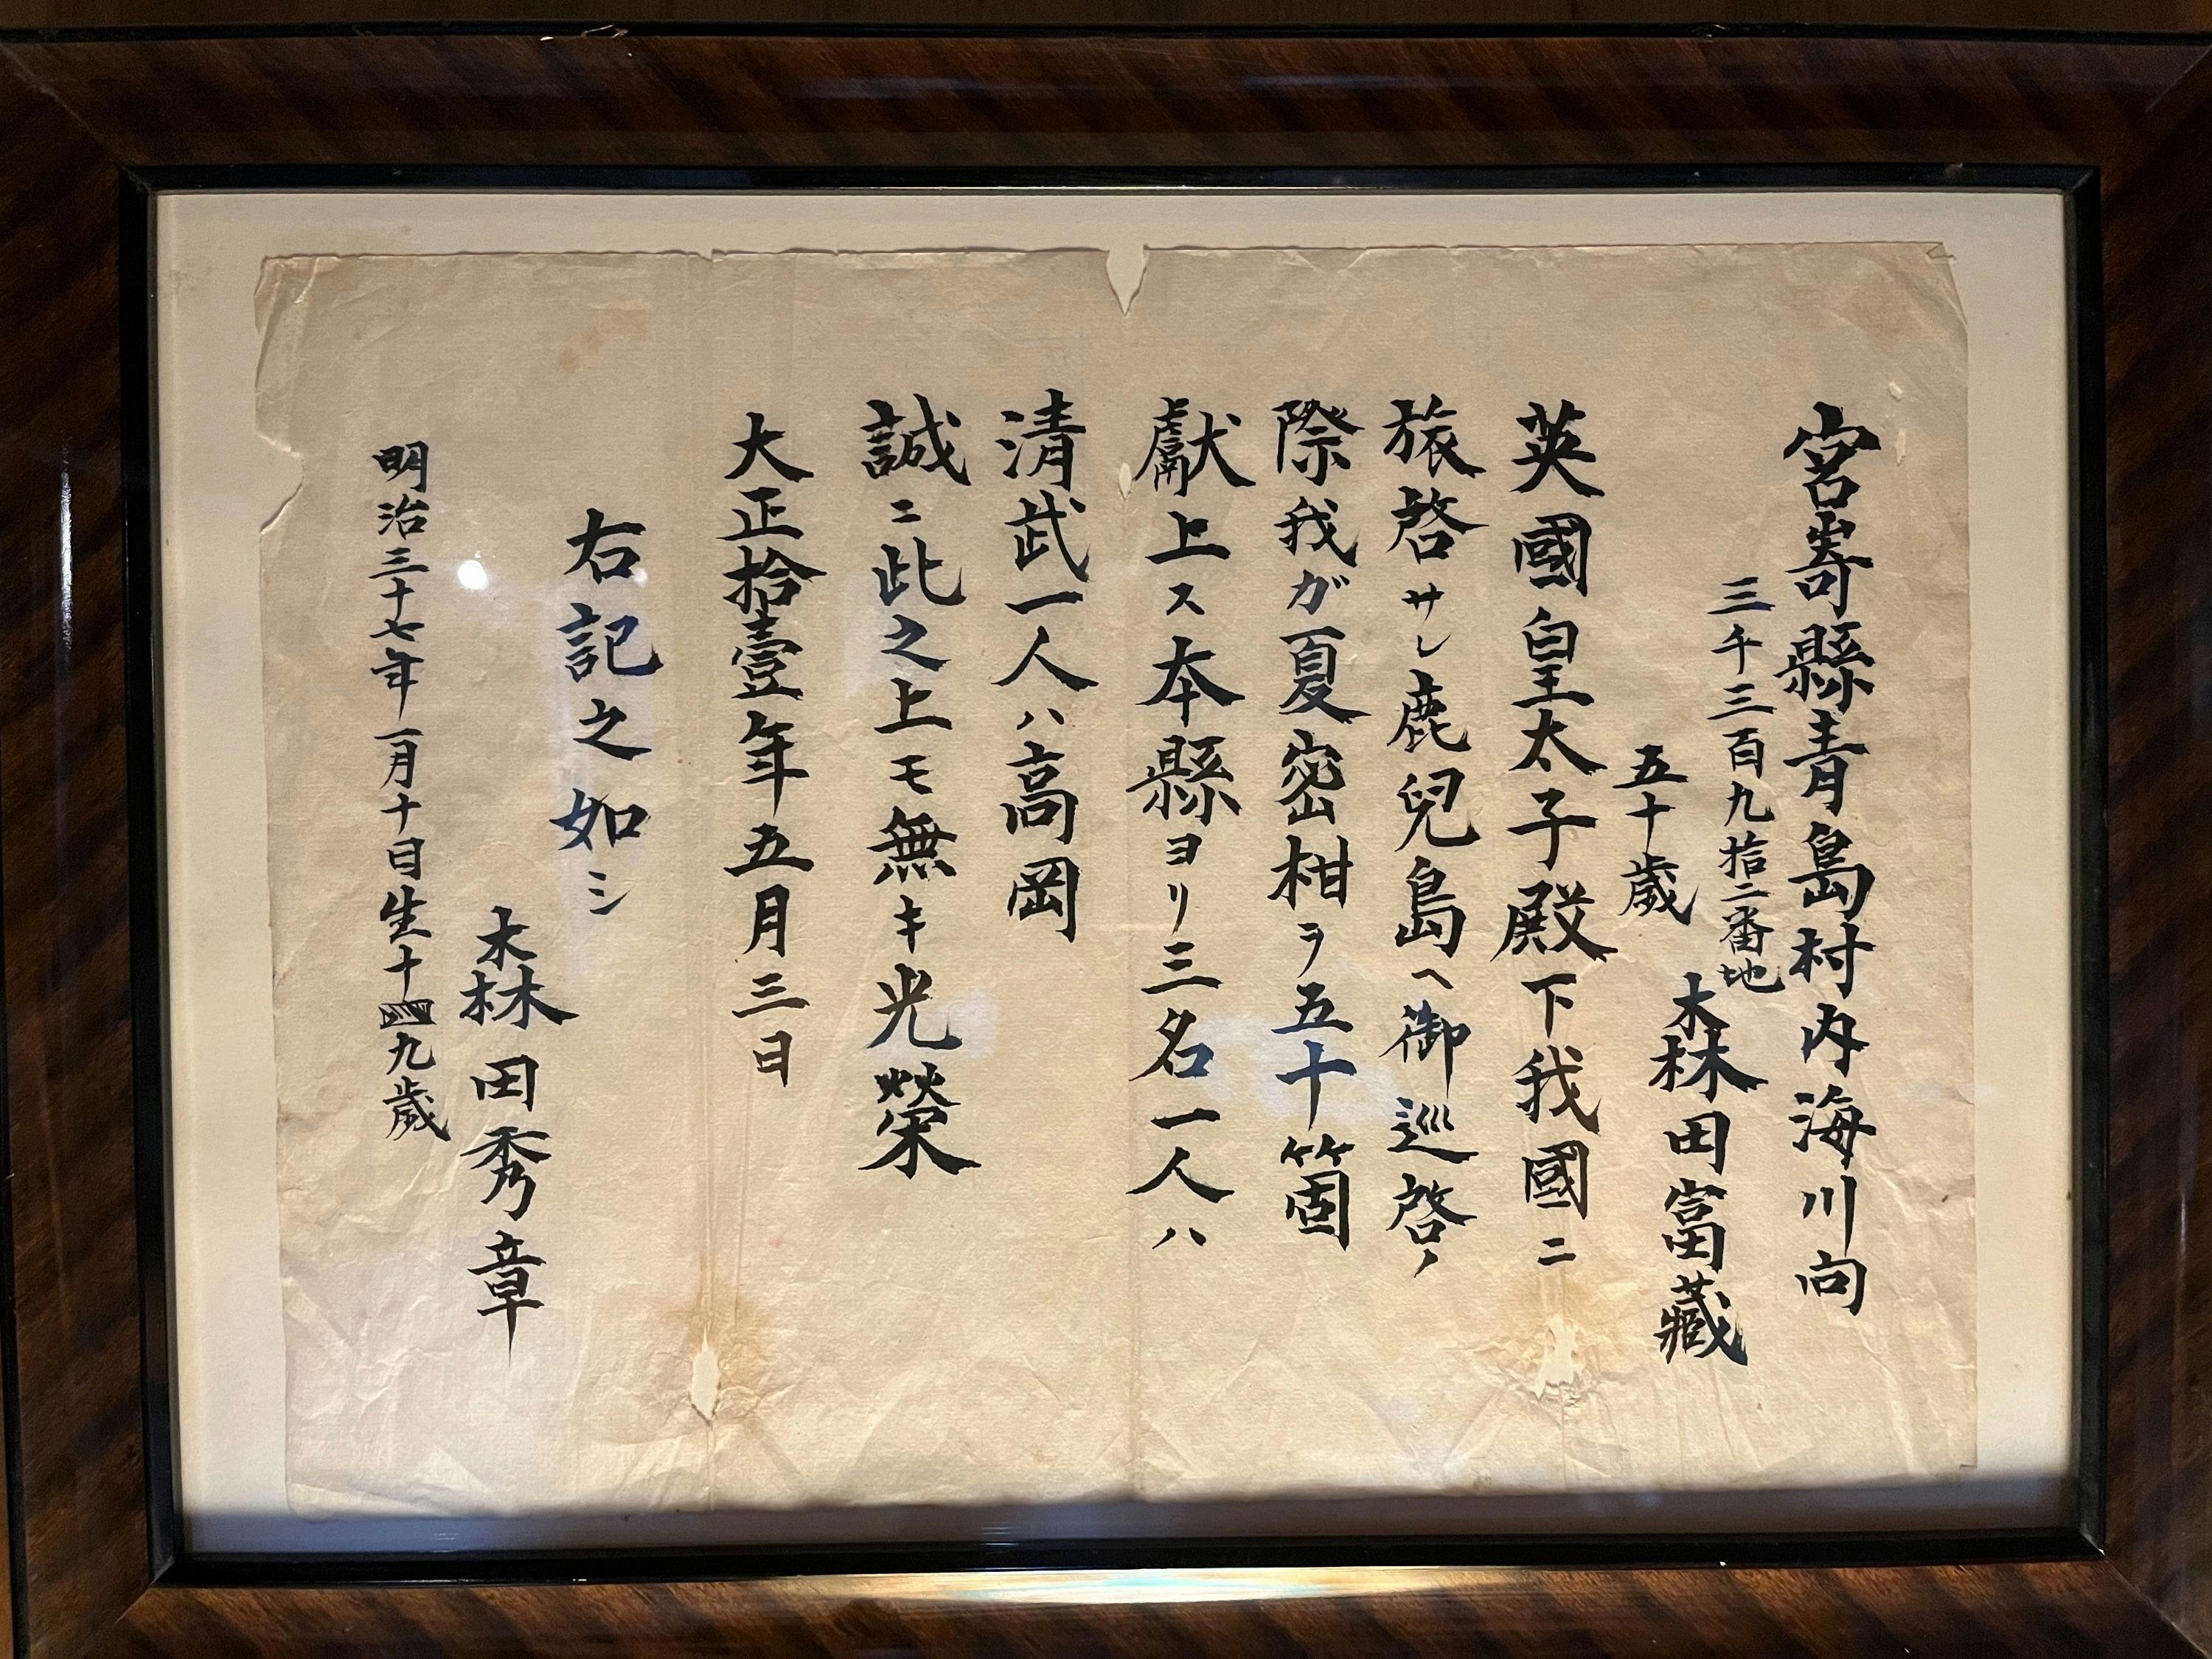 宮嵜縣青島村内海川向
三千三百九拾二番地
森田富藏
五十歲
英國皇太子殿下我國ニ
旅啓サレ鹿兒島ヘ御巡啓ノ
際我ガ夏密柑ヲ五十箇
獻上ス本縣ヨリ三名一人ハ
清武一人ハ高岡
誠ニ此之上モ無キ光榮
大正拾壹年五月三日
右記之如シ
森田秀章
明治三十七年一月十日生十九歲